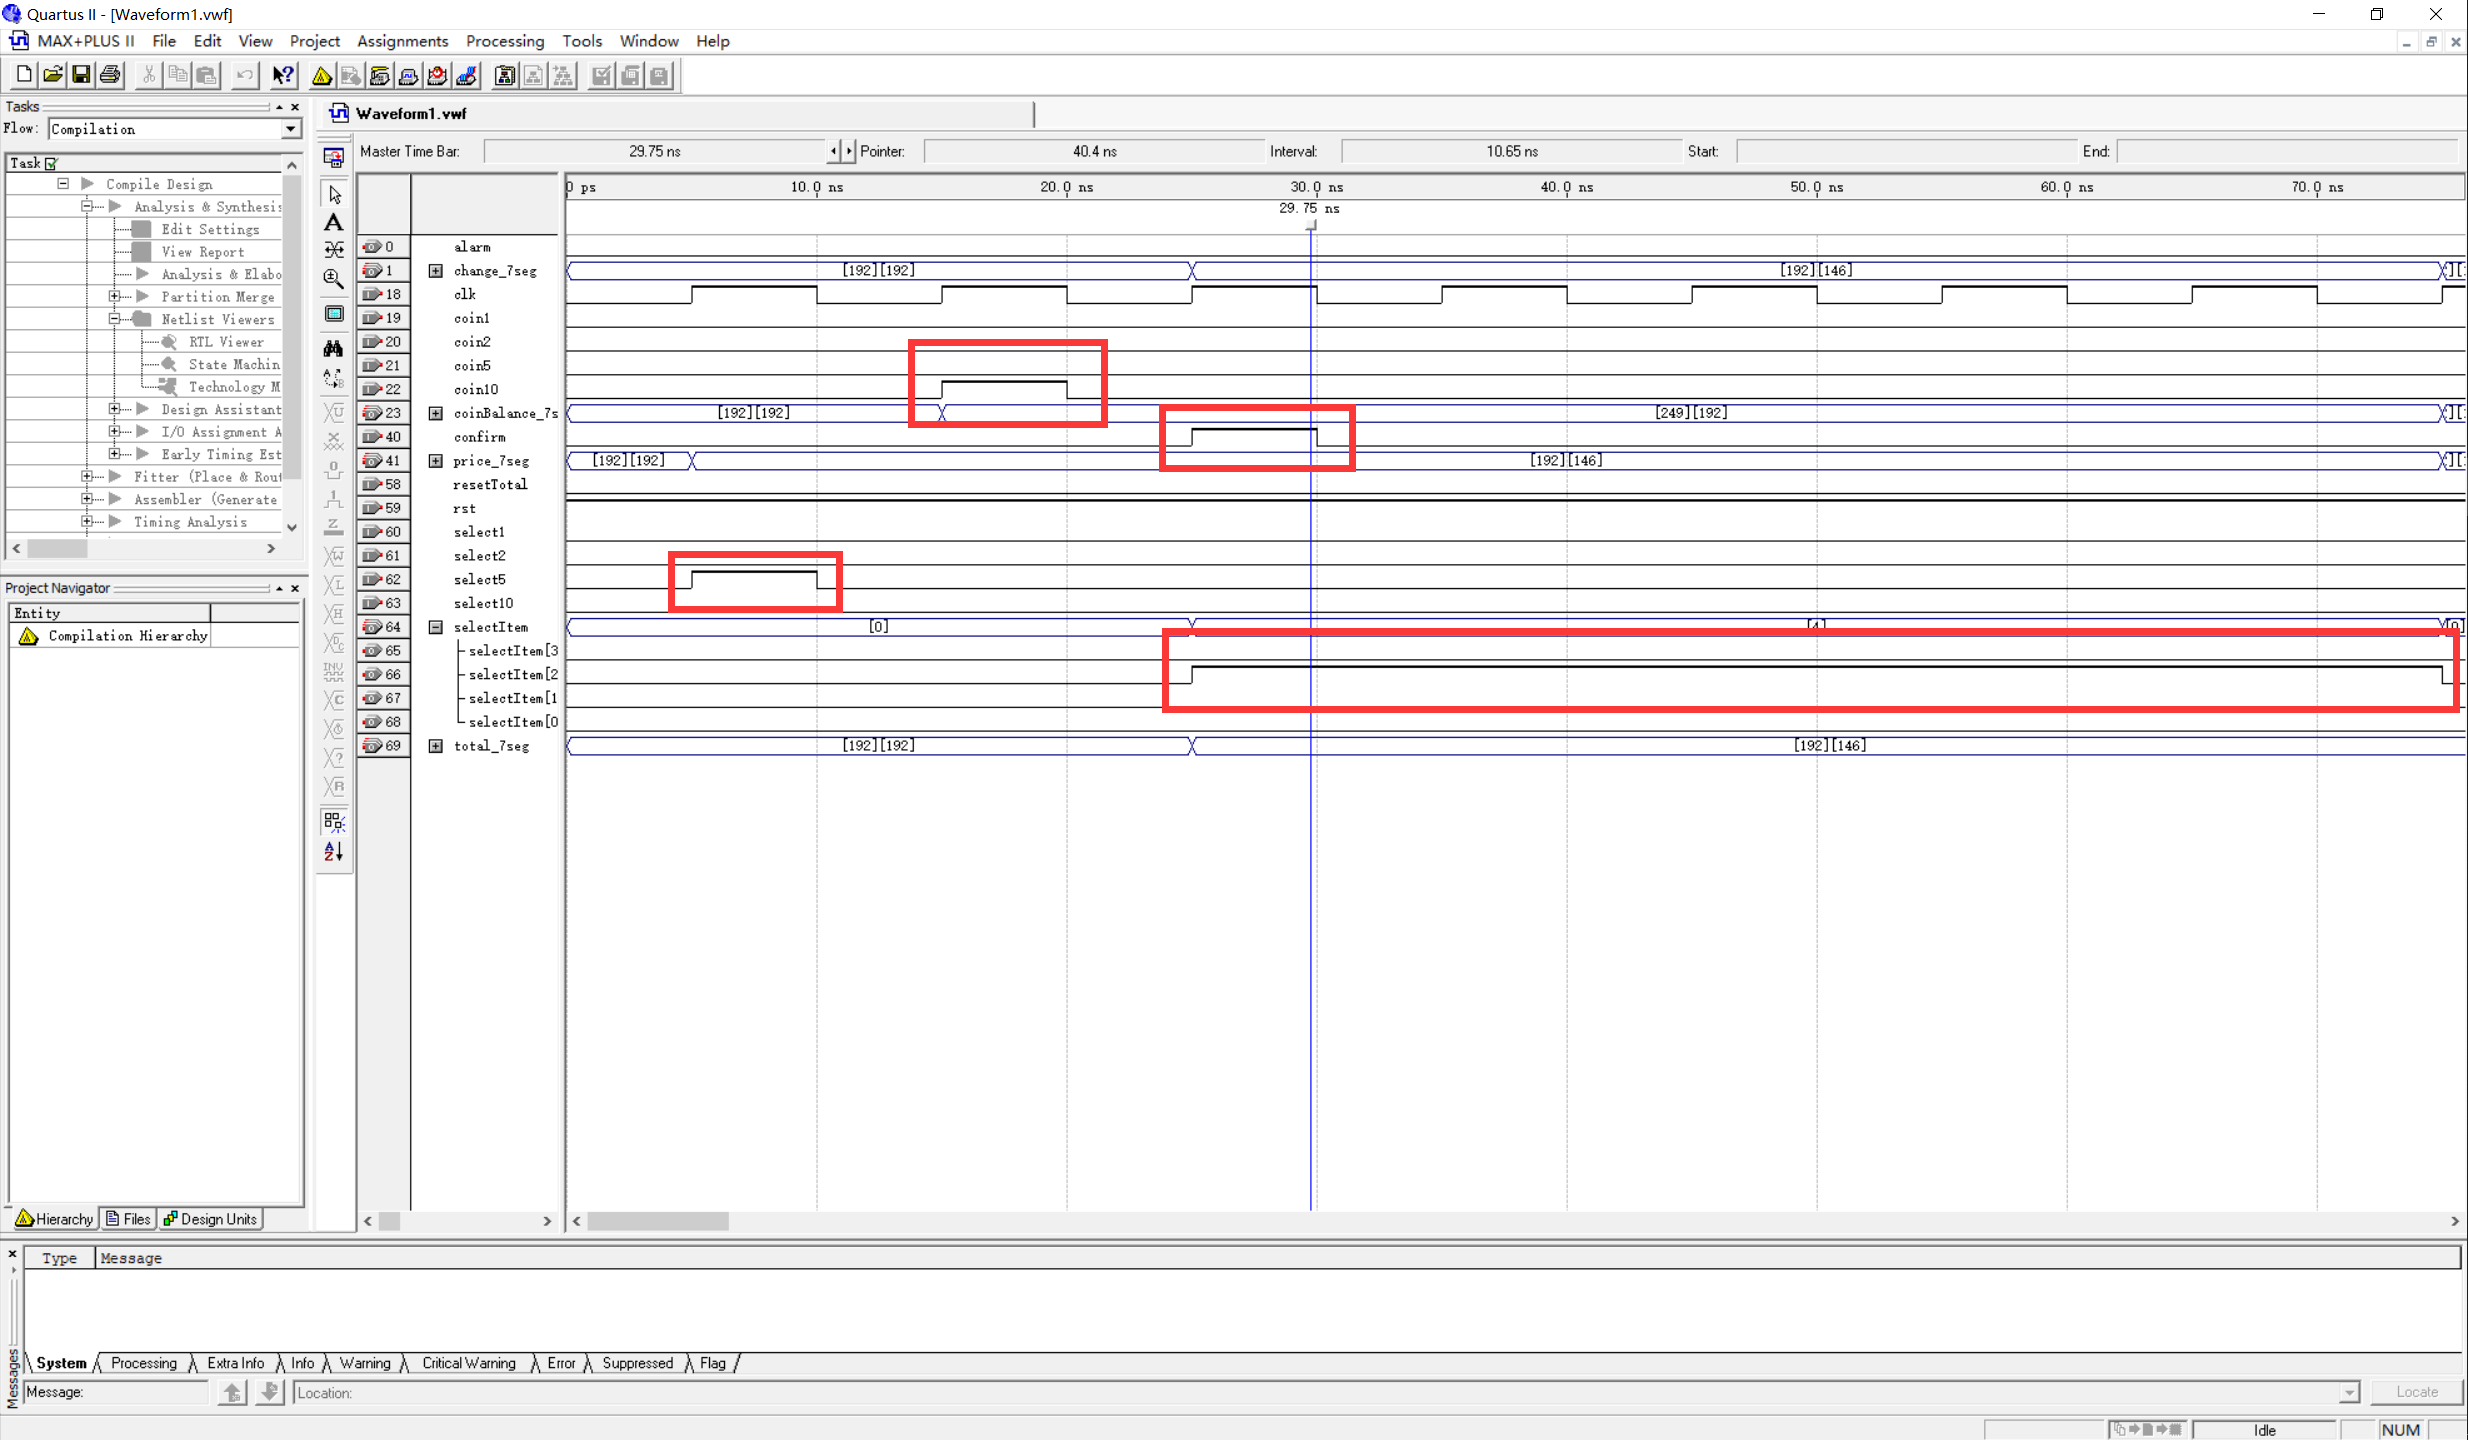 Quartus II - [Waveform1.vwf]
MAX+PLUS II File Edit View Project Assignments Processing Tools Window Help
Tasks
Flow: Compilation
Task
Compile Design
Analysis & Synthesis
Edit Settings
View Report
Analysis & Elabo
Partition Merge
Netlist Viewers
RTL Viewer
State Machin
Technology M
Design Assistant
I/O Assignment A
Early Timing Est
Fitter (Place & Rout
Assembler (Generate
Timing Analysis
Project Navigator
Entity
Compilation Hierarchy
Hierarchy Files Design Units
Waveform1.vwf
Master Time Bar: 29.75 ns Pointer: 40.4 ns Interval: 10.65 ns Start: End:
0 ps 10.0 ns 20.0 ns 30.0 ns 40.0 ns 50.0 ns 60.0 ns 70.0 ns
29.75 ns
0 alarm
1 change_7seg [192][192] [192][146]
18 clk
19 coin1
20 coin2
21 coin5
22 coin10
23 coinBalance_7s [192][192] [249][192]
40 confirm
41 price_7seg [192][192] [192][146]
58 resetTotal
59 rst
60 select1
61 select2
62 select5
63 select10
64 selectItem [0] [4] [0]
65 selectItem[3
66 selectItem[2
67 selectItem[1
68 selectItem[0
69 total_7seg [192][192] [192][146]
Type Message
System Processing Extra Info Info Warning Critical Warning Error Suppressed Flag
Messages
Message: Location: Locate
Idle NUM